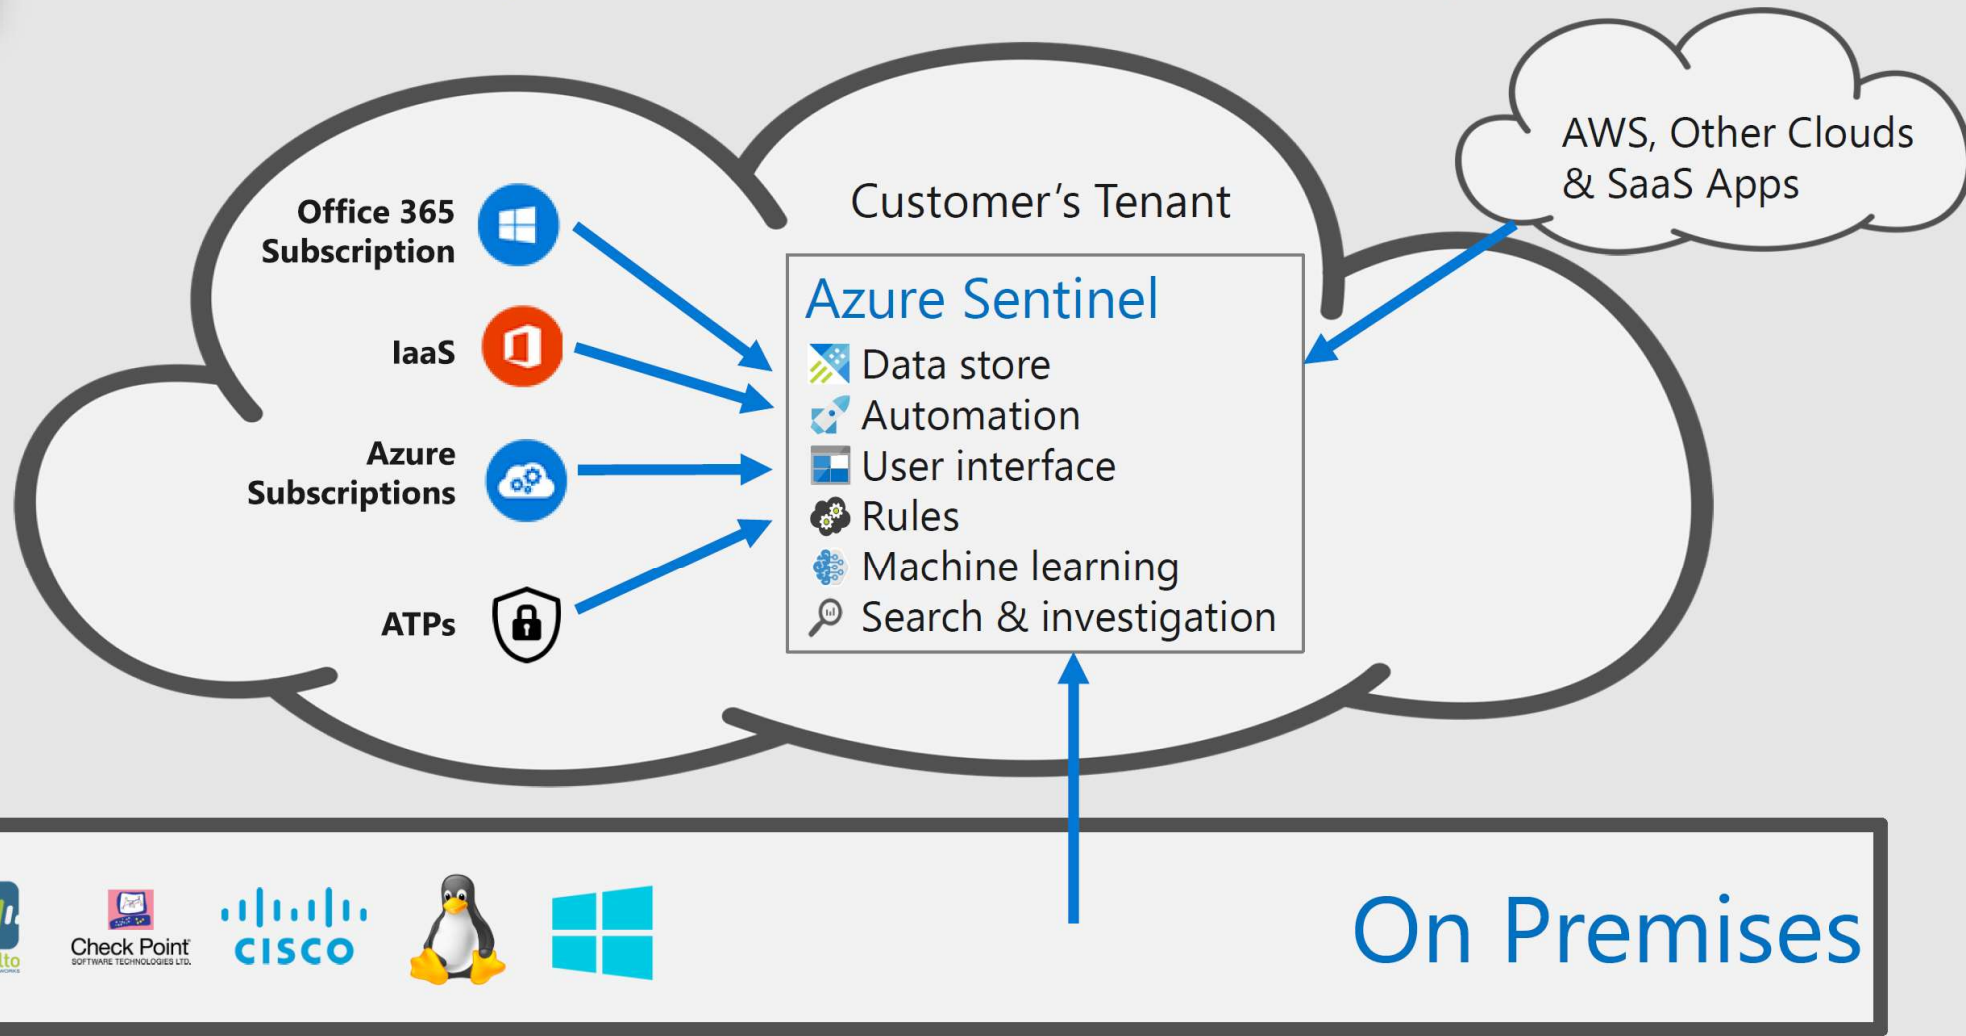 AWS, Other Clouds
& SaaS Apps
Customer's Tenant
Office 365
Subscription
IaaS
Azure
Subscriptions
ATPs
Azure Sentinel
Data store
Automation
User interface
Rules
Machine learning
Search & investigation
Check Point
SOFTWARE TECHNOLOGIES LTD.
CISCO
On Premises